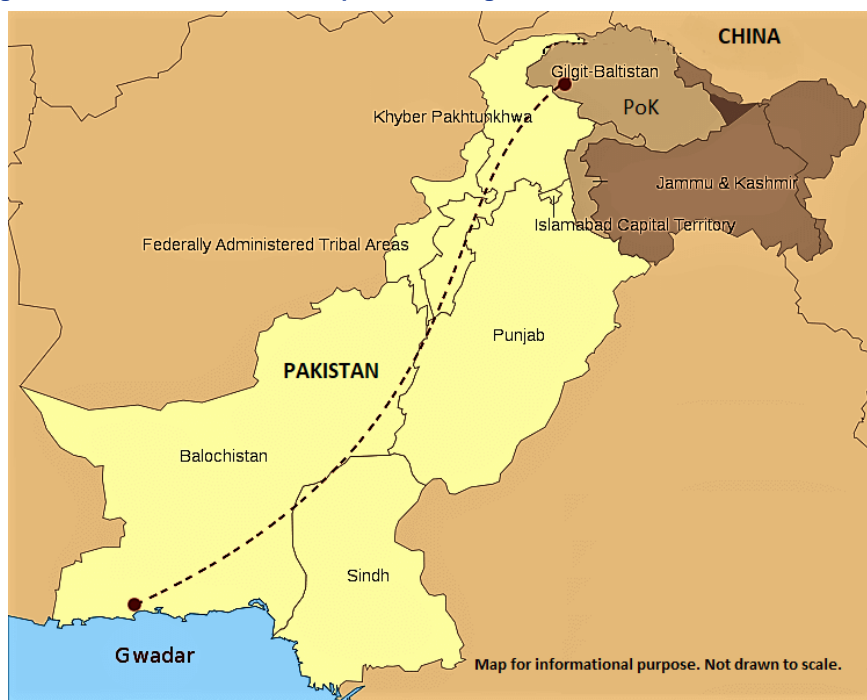 CHINA
Gilgit-Baltistan
PoK
Khyber Pakhtunkhwa
Jammu & Kashmir
Islamabad Capital Territory
Federally Administered Tribal Areas
Punjab
PAKISTAN
Balochistan
Sindh
Gwadar
Map for informational purpose. Not drawn to scale.